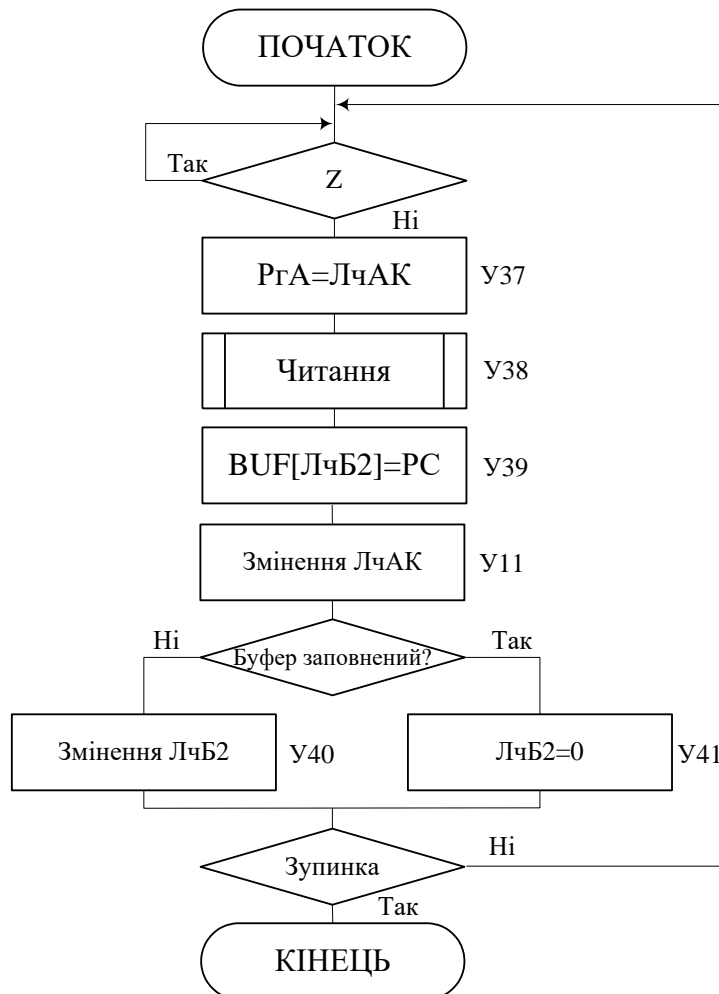 ПОЧАТОК
Так
Z
Ні
РгА=ЛчАК
У37
Читання
У38
BUF[ЛчБ2]=РС
У39
Змінення ЛчАК
У11
Ні
Буфер заповнений?
Так
Змінення ЛчБ2
У40
ЛчБ2=0
У41
Зупинка
Ні
Так
КІНЕЦЬ